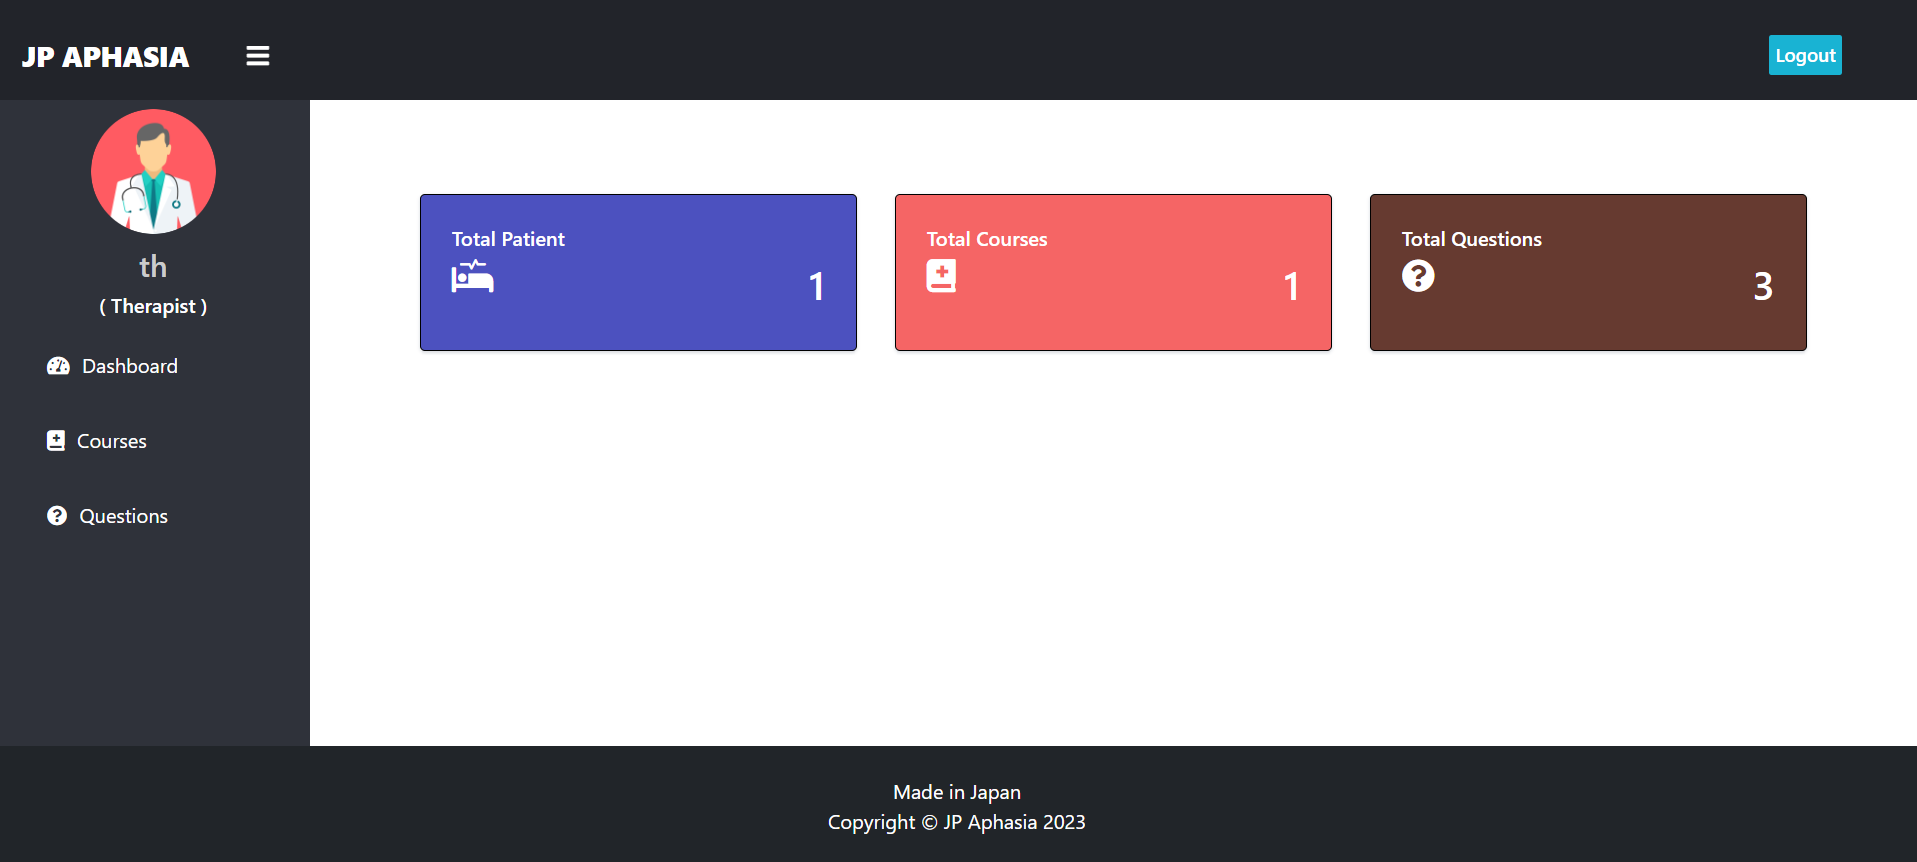 JP APHASIA
Logout
th
( Therapist )
Dashboard
Courses
Questions
Total Patient
1
Total Courses
1
Total Questions
3
Made in Japan
Copyright © JP Aphasia 2023